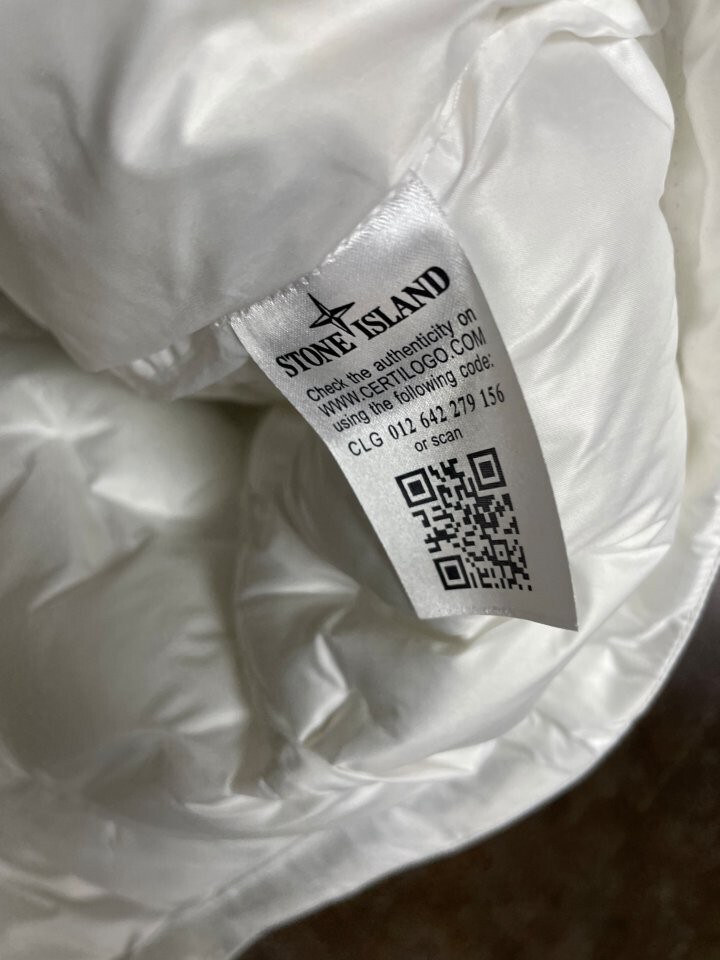 STONE ISLAND
Check the authenticity on
WWW.CERTILOGO.COM
using the following code:
CLG 012 642 279 156
or scan